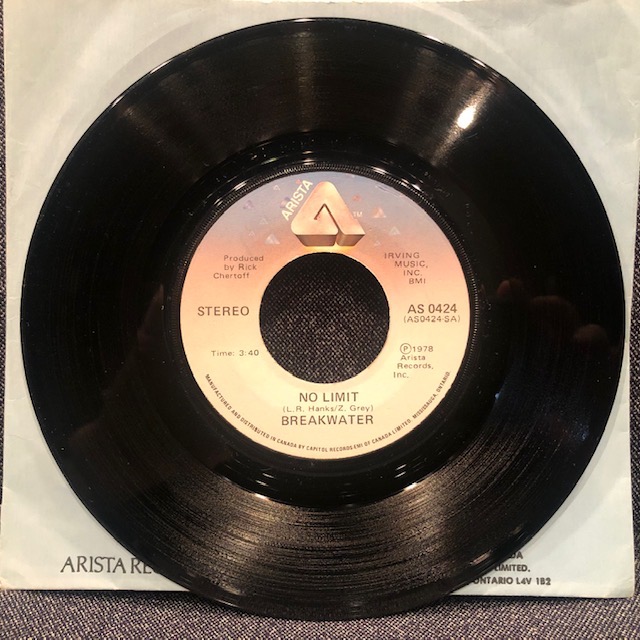 ARISTA
TM
Produced
by Rick
Chertoff
IRVING
MUSIC,
INC.
BMI
STEREO
AS 0424
(AS0424-SA)
Time: 3:40
Ⓟ1978
Arista
Records,
Inc.
NO LIMIT
(L.R. Hanks/Z. Grey)
BREAKWATER
MANUFACTURED AND DISTRIBUTED IN CANADA BY CAPITOL RECORDS-EMI OF CANADA LIMITED, MISSISSAUGA, ONTARIO.
ARISTA RE
DA
LIMITED.
ONTARIO L4V 1B2